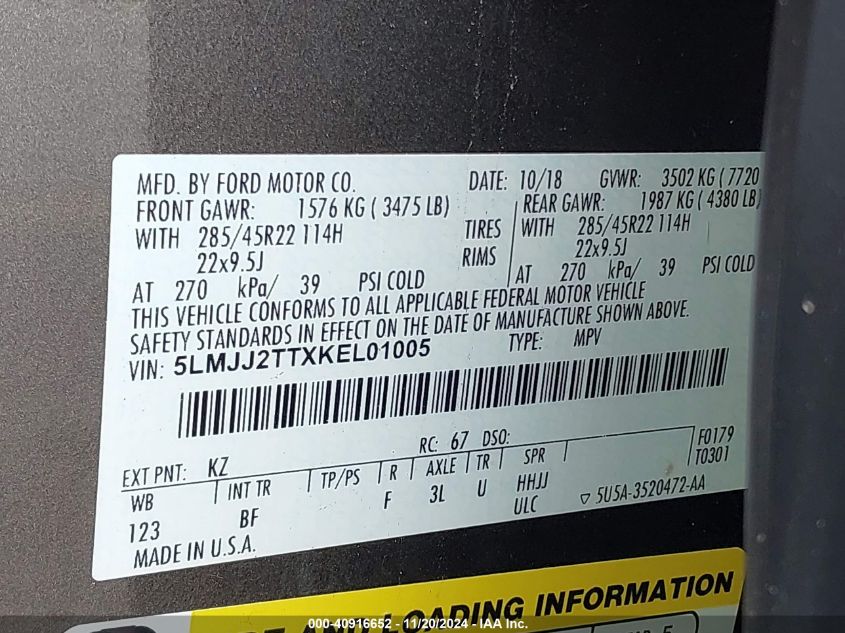 MFD. BY FORD MOTOR CO. DATE: 10/18 GVWR: 3502 KG ( 7720
FRONT GAWR: 1576 KG ( 3475 LB) REAR GAWR: 1987 KG ( 4380 LB)
WITH 285/45R22 114H TIRES WITH 285/45R22 114H
22x9.5J RIMS 22x9.5J
AT 270 kPa/ 39 PSI COLD AT 270 kPa/ 39 PSI COLD
THIS VEHICLE CONFORMS TO ALL APPLICABLE FEDERAL MOTOR VEHICLE
SAFETY STANDARDS IN EFFECT ON THE DATE OF MANUFACTURE SHOWN ABOVE.
VIN: 5LMJJ2TTXKEL01005 TYPE: MPV
EXT PNT: KZ RC: 67 DSO: F0179
T0301
WB INT TR TP/PS R AXLE TR SPR
123 BF F 3L U HHJJ
ULC 5U5A-3520472-AA
MADE IN U.S.A.
AND LOADING INFORMATION
000-40916652 - 11/20/2024 - IAA Inc.